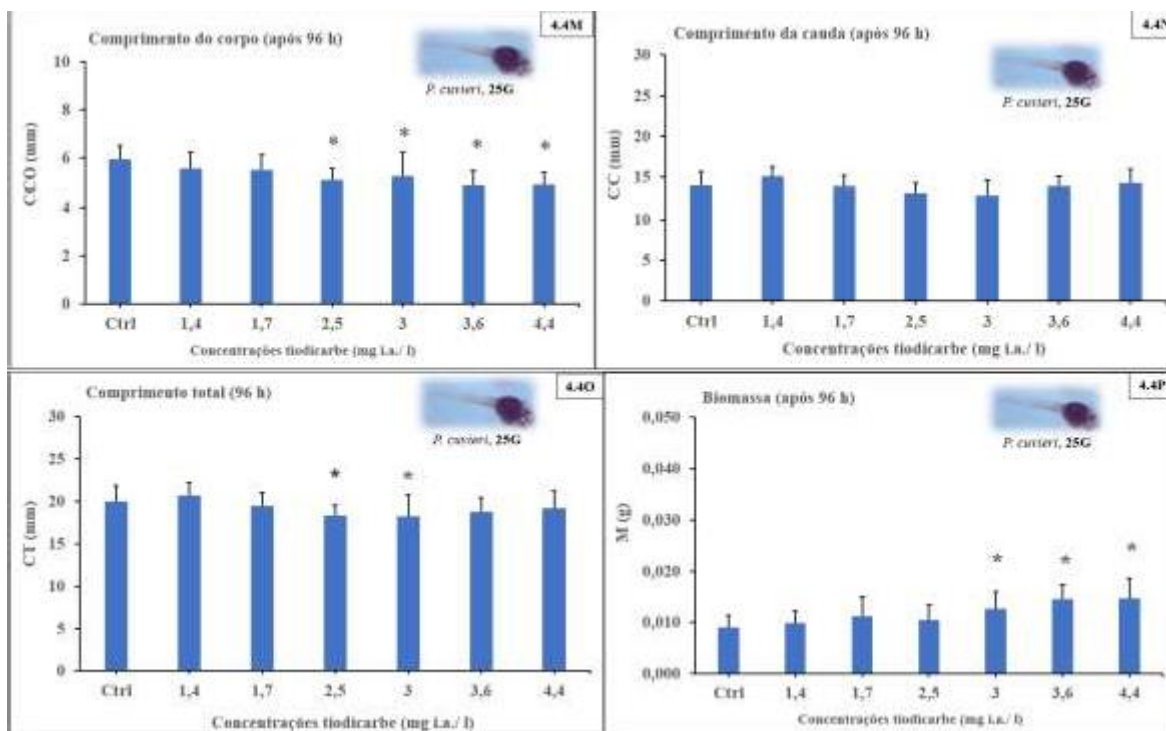 4.4M
Comprimento do corpo (após 96 h)
P. cuvieri, 25G
CCO (mm)
10
8
6
4
2
0
* * * *
Ctrl 1,4 1,7 2,5 3 3,6 4,4
Concentrações tiodicarbe (mg i.a./ l)
4.4N
Comprimento da cauda (após 96 h)
P. cuvieri, 25G
CC (mm)
30
25
20
15
10
5
0
Ctrl 1,4 1,7 2,5 3 3,6 4,4
Concentrações tiodicarbe (mg i.a./ l)
4.4O
Comprimento total (96 h)
P. cuvieri, 25G
CT (mm)
30
25
20
15
10
5
0
* *
Ctrl 1,4 1,7 2,5 3 3,6 4,4
Concentrações tiodicarbe (mg i.a./ l)
4.4P
Biomassa (após 96 h)
P. cuvieri, 25G
M (g)
0,050
0,040
0,030
0,020
0,010
0,000
* * *
Ctrl 1,4 1,7 2,5 3 3,6 4,4
Concentrações tiodicarbe (mg i.a./ l)